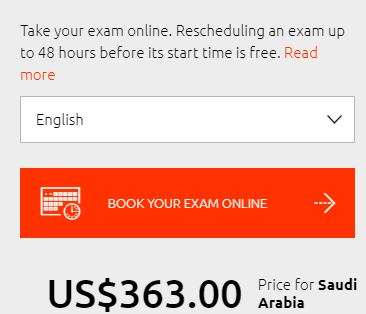 Take your exam online. Rescheduling an exam up
to 48 hours before its start time is free. Read
more
English
BOOK YOUR EXAM ONLINE
US$363.00 Price for Saudi
Arabia